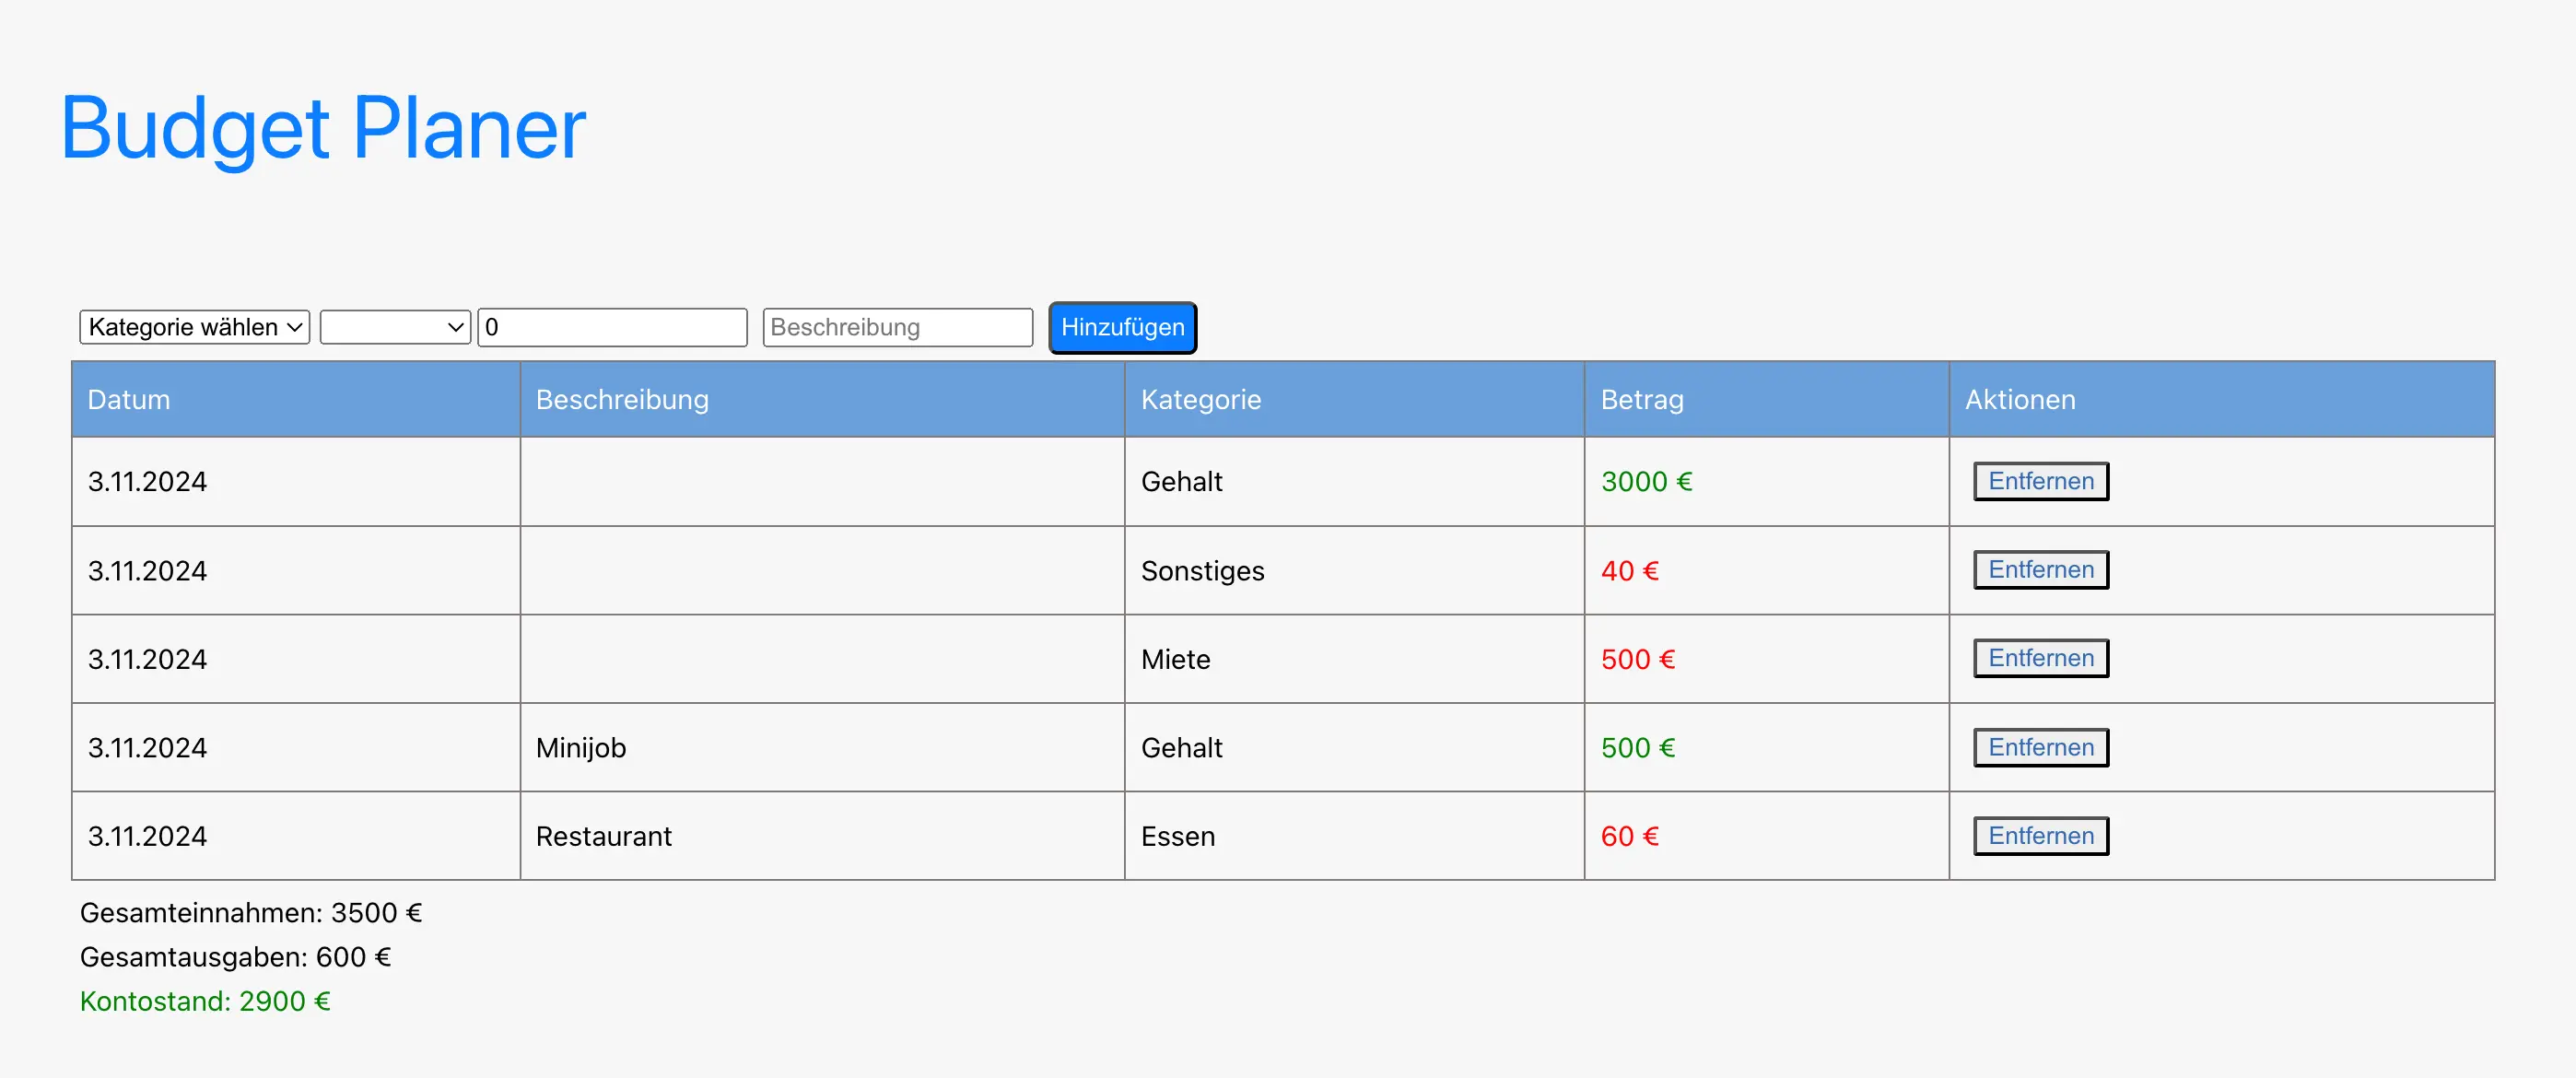 Budget Planer
Kategorie wählen 0 Beschreibung Hinzufügen
Datum Beschreibung Kategorie Betrag Aktionen
3.11.2024 Gehalt 3000 € Entfernen
3.11.2024 Sonstiges 40 € Entfernen
3.11.2024 Miete 500 € Entfernen
3.11.2024 Minijob Gehalt 500 € Entfernen
3.11.2024 Restaurant Essen 60 € Entfernen
Gesamteinnahmen: 3500 €
Gesamtausgaben: 600 €
Kontostand: 2900 €